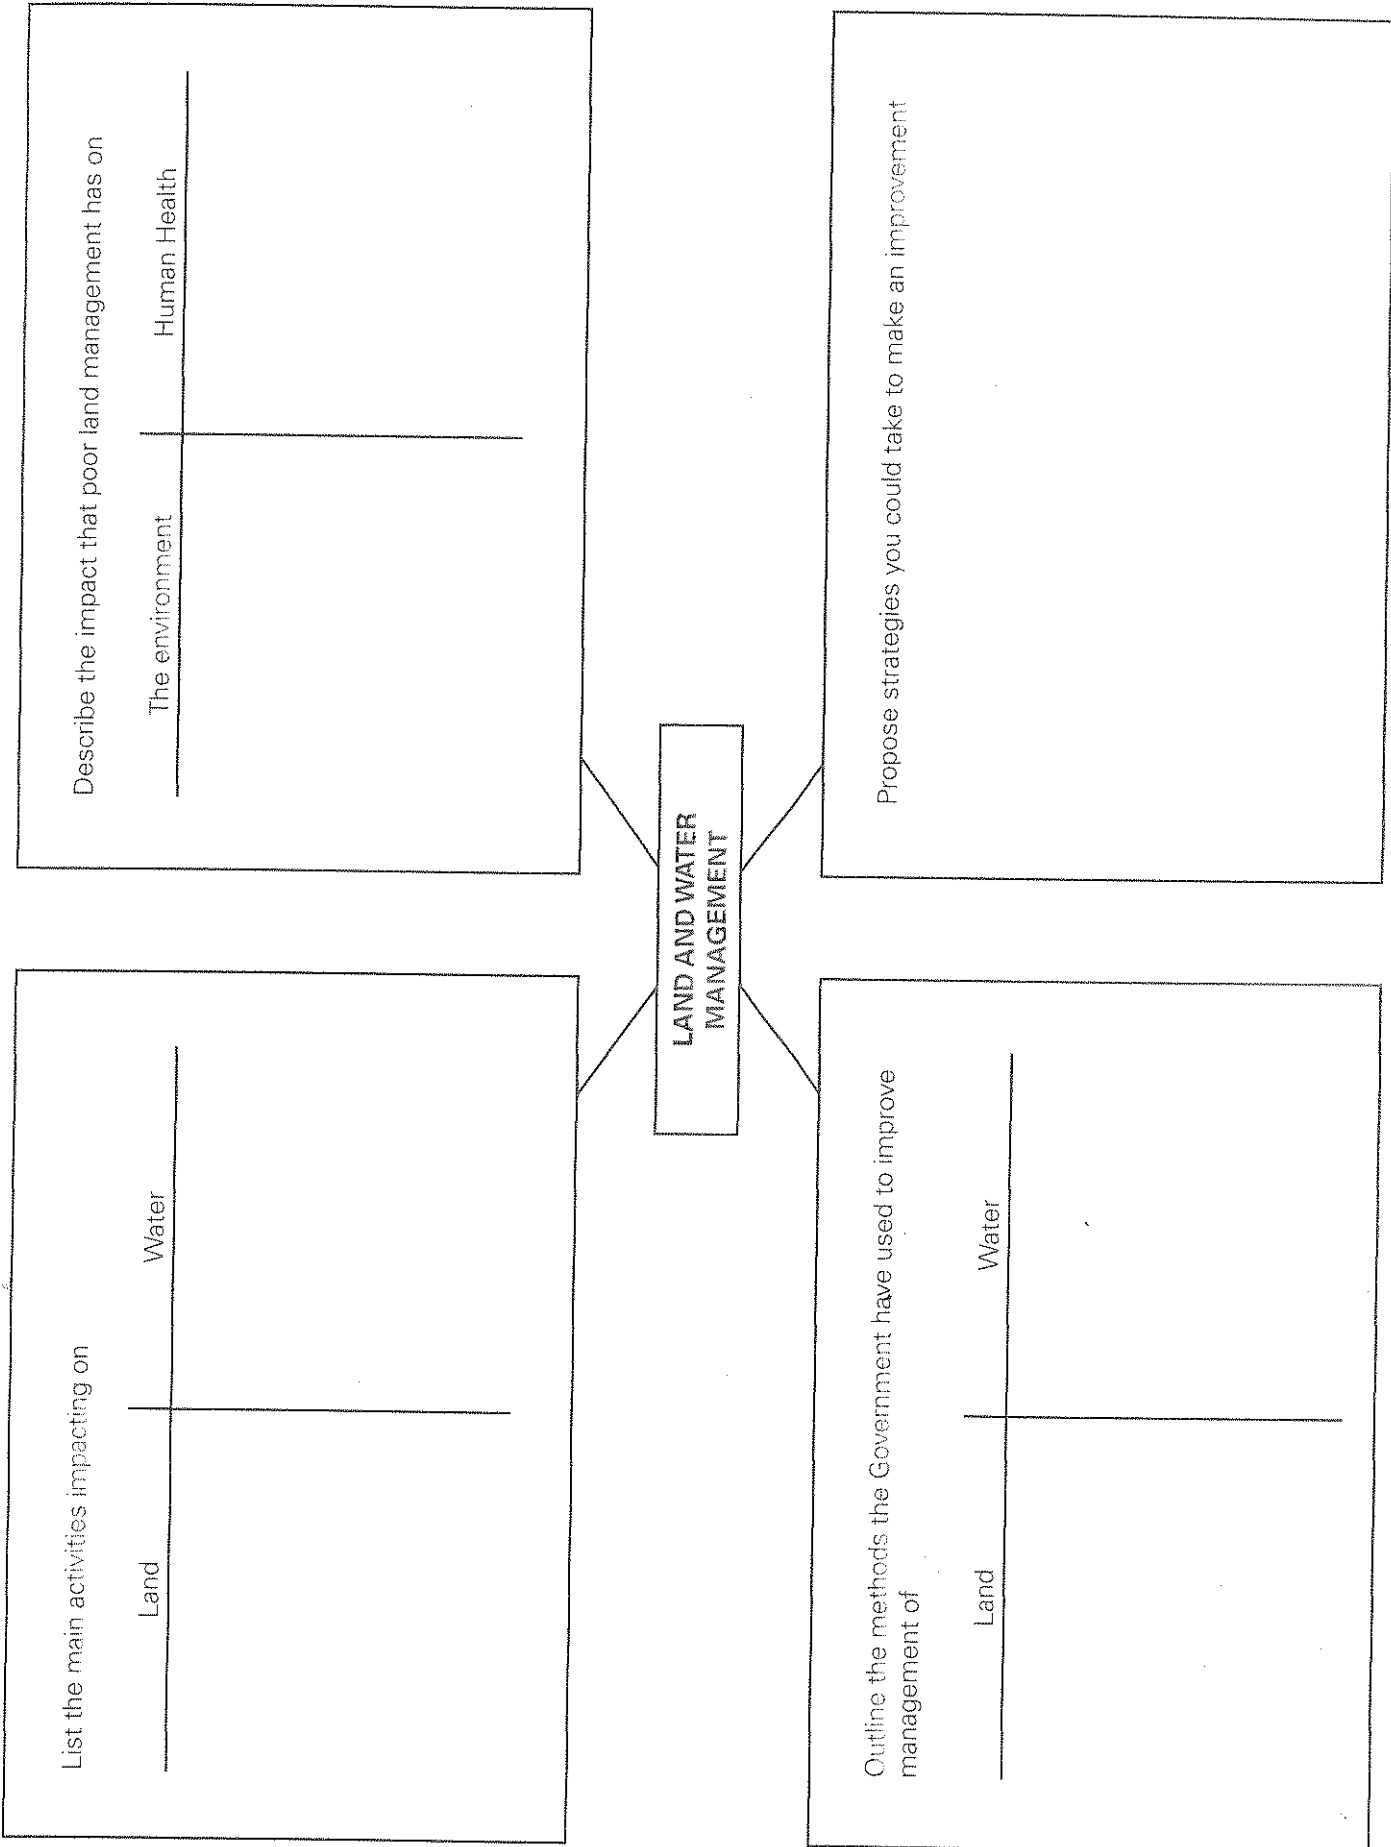 List the main activities impacting on
Land Water
Describe the impact that poor land management has on
The environment Human Health
LAND AND WATER
MANAGEMENT
Outline the methods the Government have used to improve
management of
Land Water
Propose strategies you could take to make an improvement